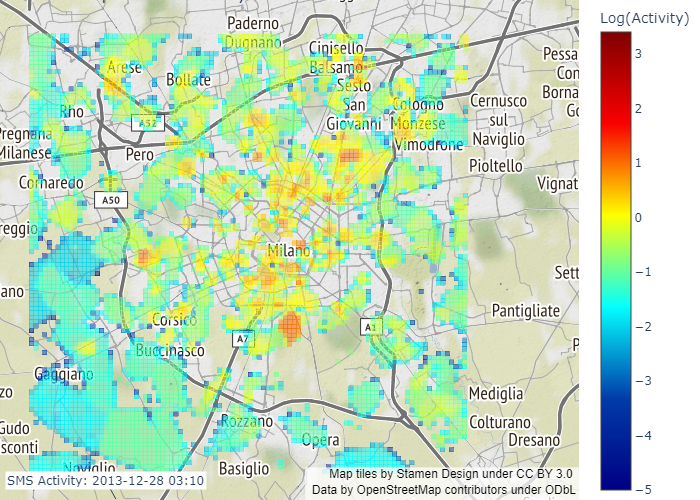 Paderno
Dugnano
Cinisello
Balsamo
Arese
Bollate
Sesto
San
Giovanni
Cologno
Monzese
Cernusco
sul
Naviglio
Pessa
Con
Borna
Go
Rho
A52
Pregnana
Milanese
Pero
Vimodrone
Pioltello
Cornaredo
Vignat
A50
reggio
Milano
Sett
ano
Pantigliate
Corsico
A7
A1
P
Buccinasco
Gaggiano
zo
Mediglia
Gudo
sconti
Rozzano
Opera
Colturano
Dresano
Noviglio
Basiglio
SMS Activity: 2013-12-28 03:10
Map tiles by Stamen Design under CC BY 3.0
Data by OpenStreetMap contributors under ODbL
Log(Activity)
3
2
1
0
−1
−2
−3
−4
−5